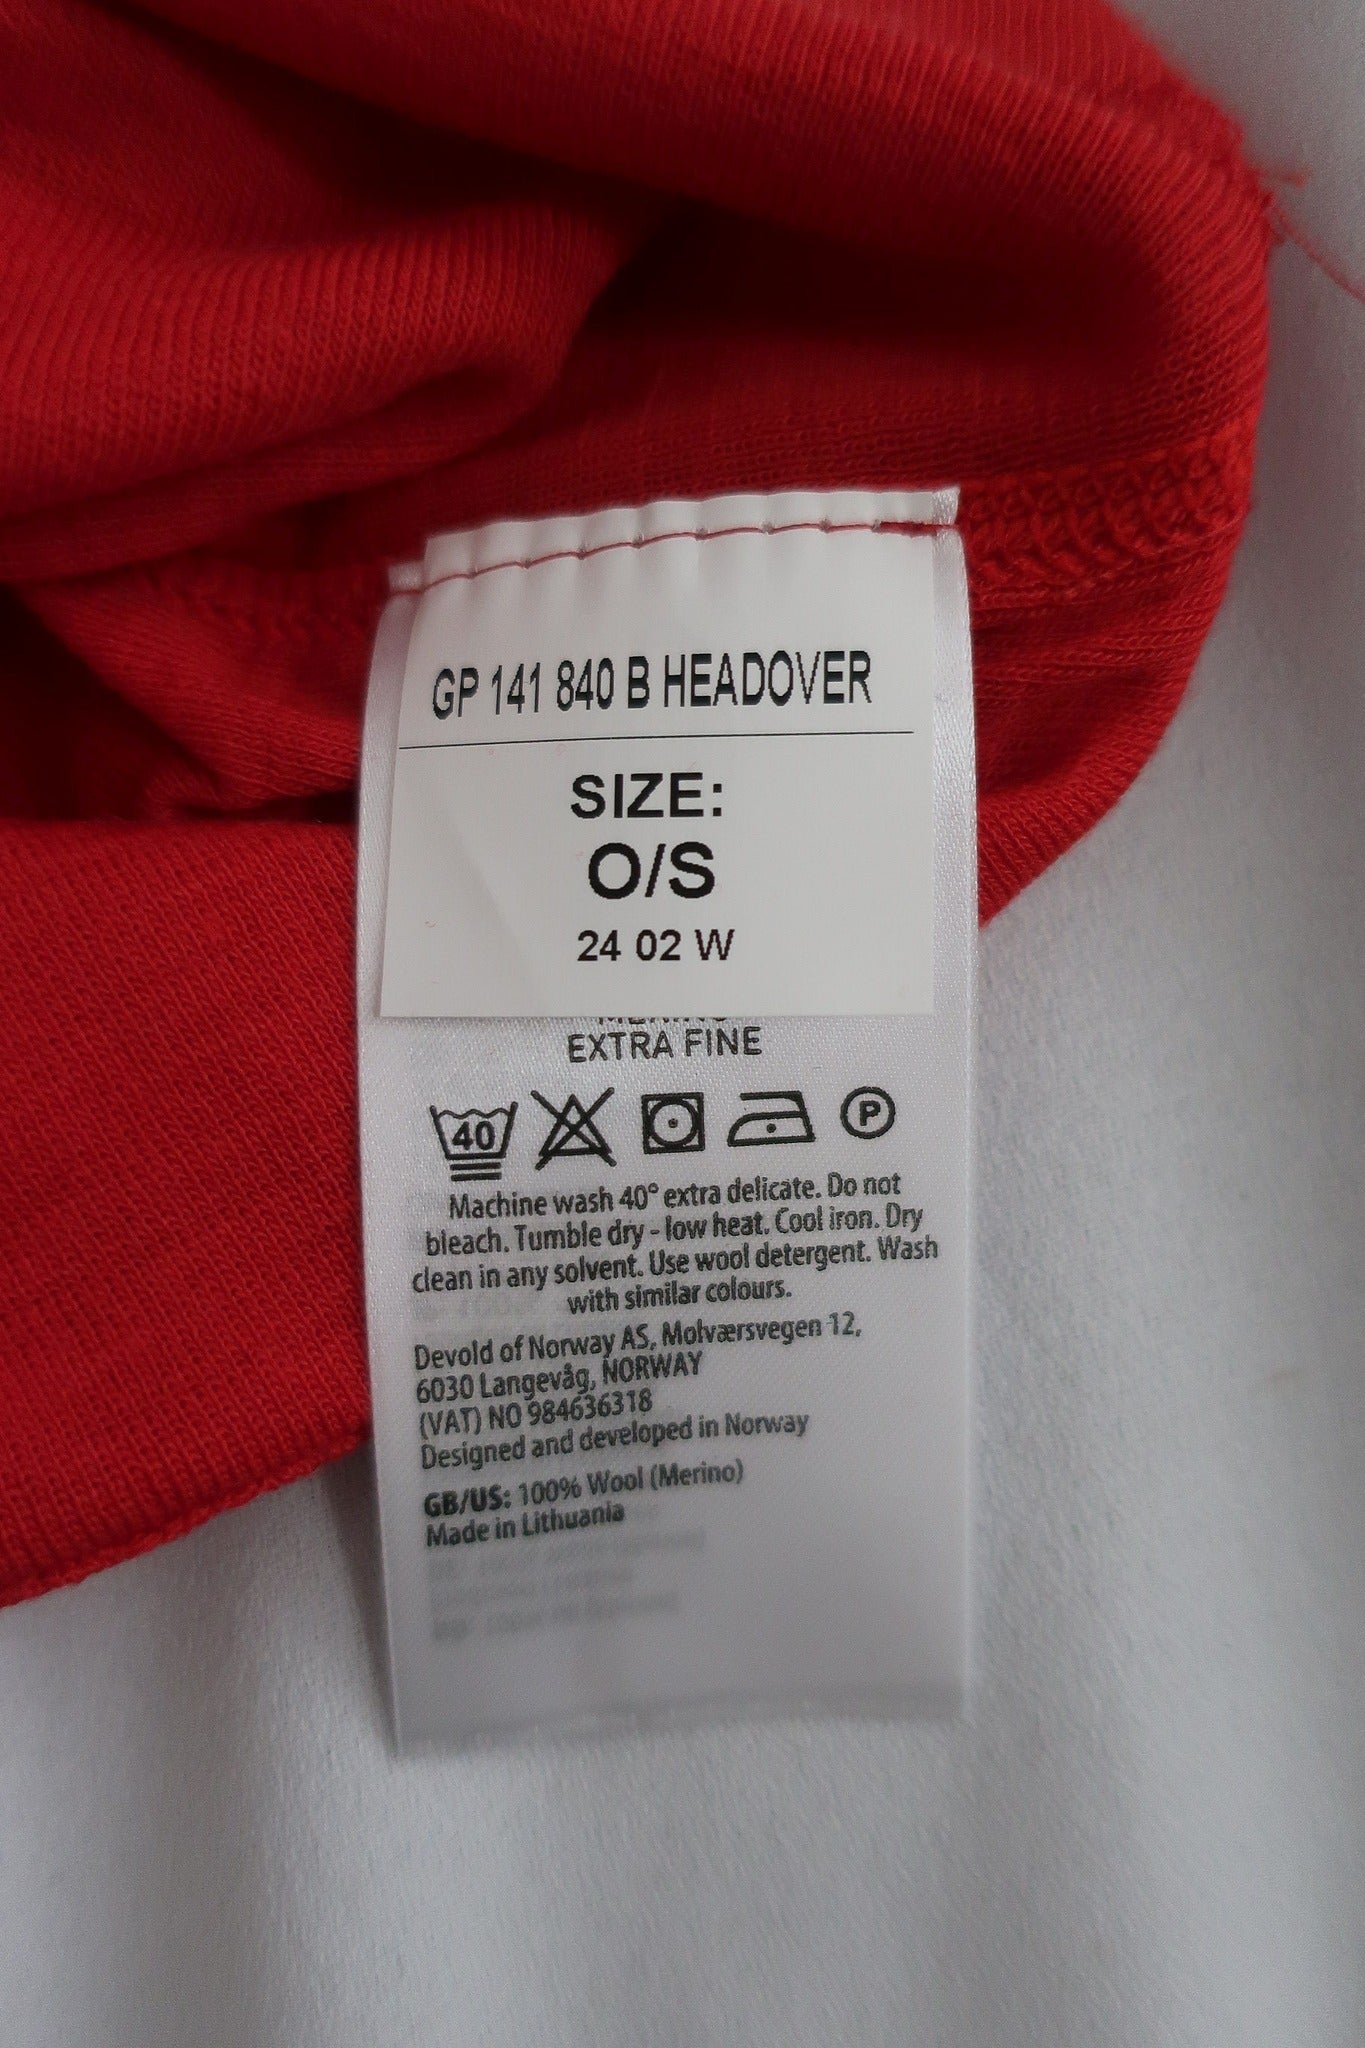 GP 141 840 B HEADOVER
SIZE:
O/S
24 02 W
EXTRA FINE
40 P
Machine wash 40° extra delicate. Do not
bleach. Tumble dry - low heat. Cool iron. Dry
clean in any solvent. Use wool detergent. Wash
with similar colours.
Devold of Norway AS, Molværsvegen 12,
6030 Langevåg, NORWAY
(VAT) NO 984636318
Designed and developed in Norway
GB/US: 100% Wool (Merino)
Made in Lithuania